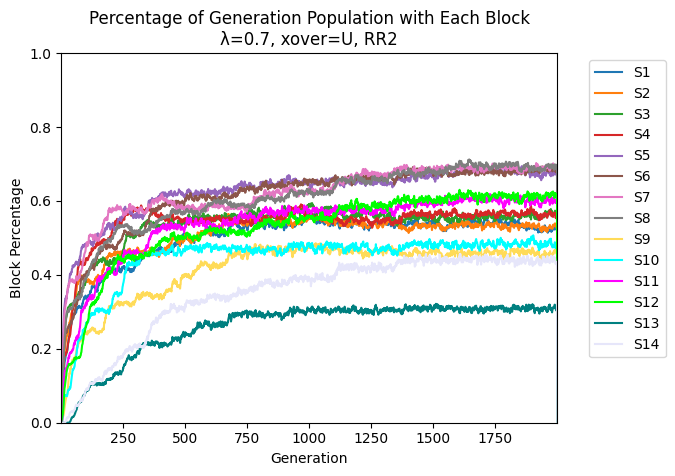 Percentage of Generation Population with Each Block
λ=0.7, xover=U, RR2
1.0
0.8
0.6
0.4
0.2
0.0
Block Percentage
250 500 750 1000 1250 1500 1750
Generation
S1
S2
S3
S4
S5
S6
S7
S8
S9
S10
S11
S12
S13
S14